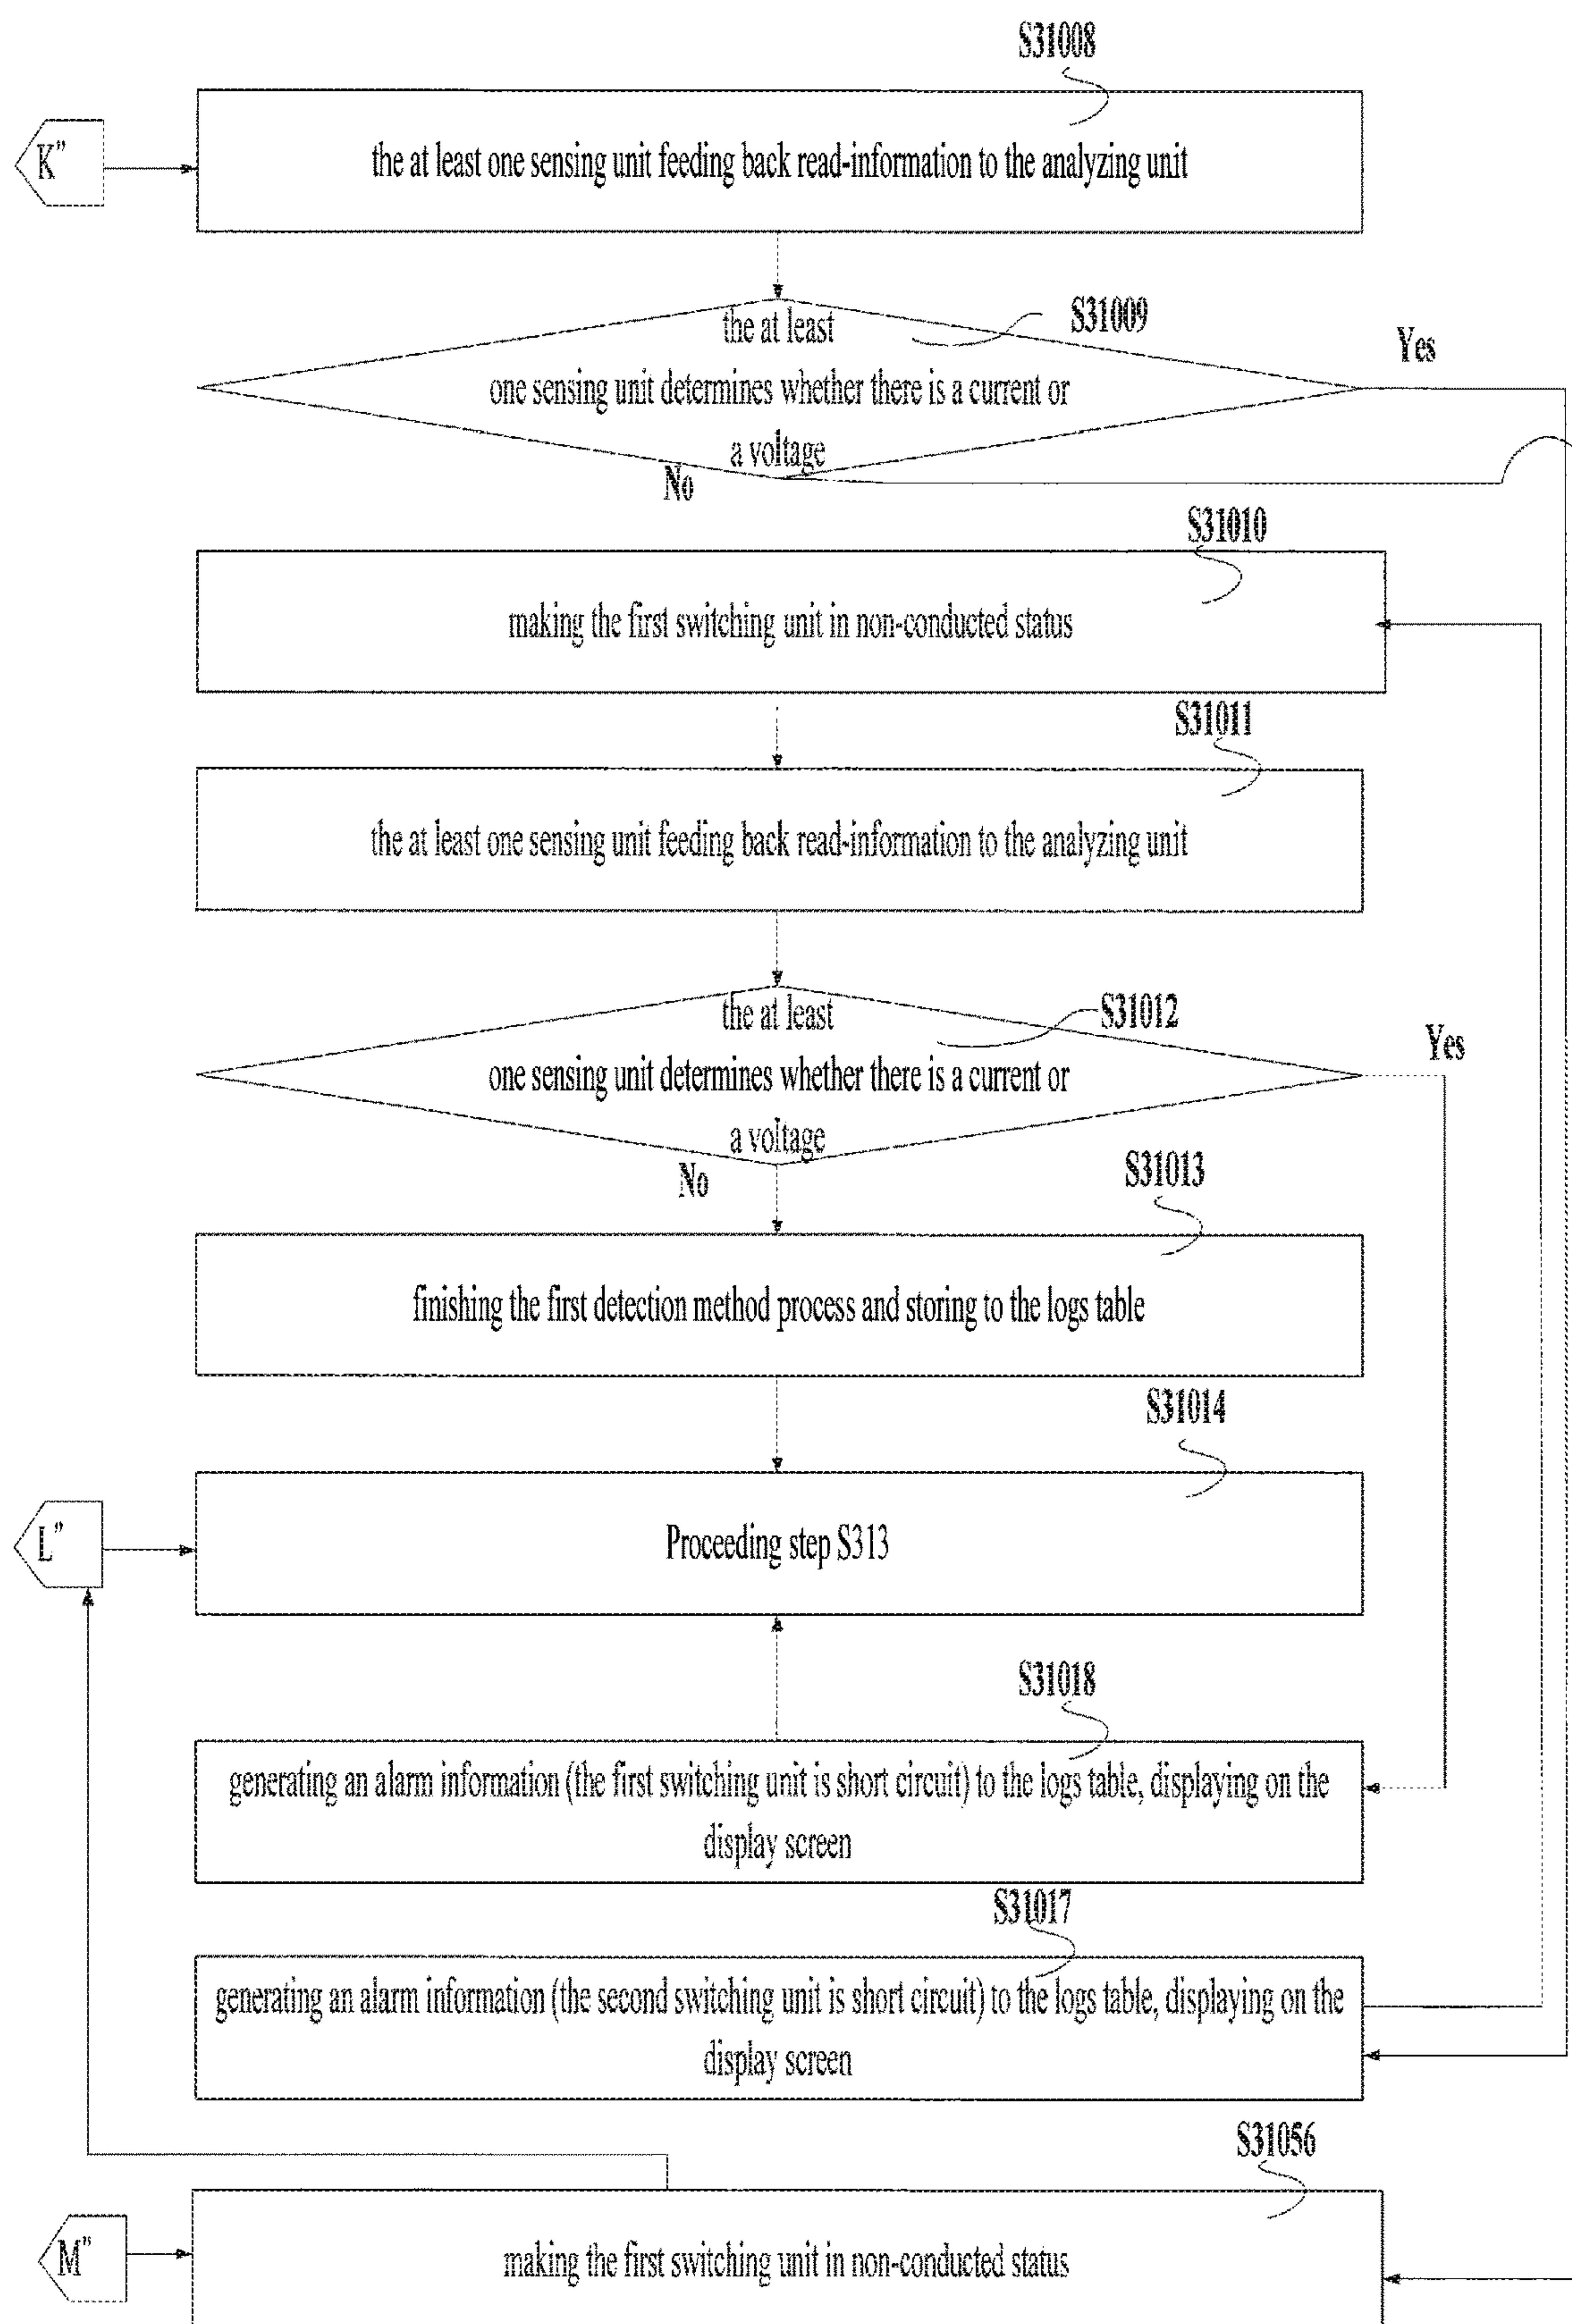 S31008
K”
the at least one sensing unit feeding back read-information to the analyzing unit
S31009
Yes
the at least
one sensing unit determines whether there is a current or
a voltage
No
S31010
making the first switching unit in non-conducted status
S31011
the at least one sensing unit feeding back read-information to the analyzing unit
S31012
Yes
the at least
one sensing unit determines whether there is a current or
a voltage
No
S31013
finishing the first detection method process and storing to the logs table
S31014
L”
Proceeding step S313
S31018
generating an alarm information (the first switching unit is short circuit) to the logs table, displaying on the
display screen
S31017
generating an alarm information (the second switching unit is short circuit) to the logs table, displaying on the
display screen
S31056
M”
making the first switching unit in non-conducted status